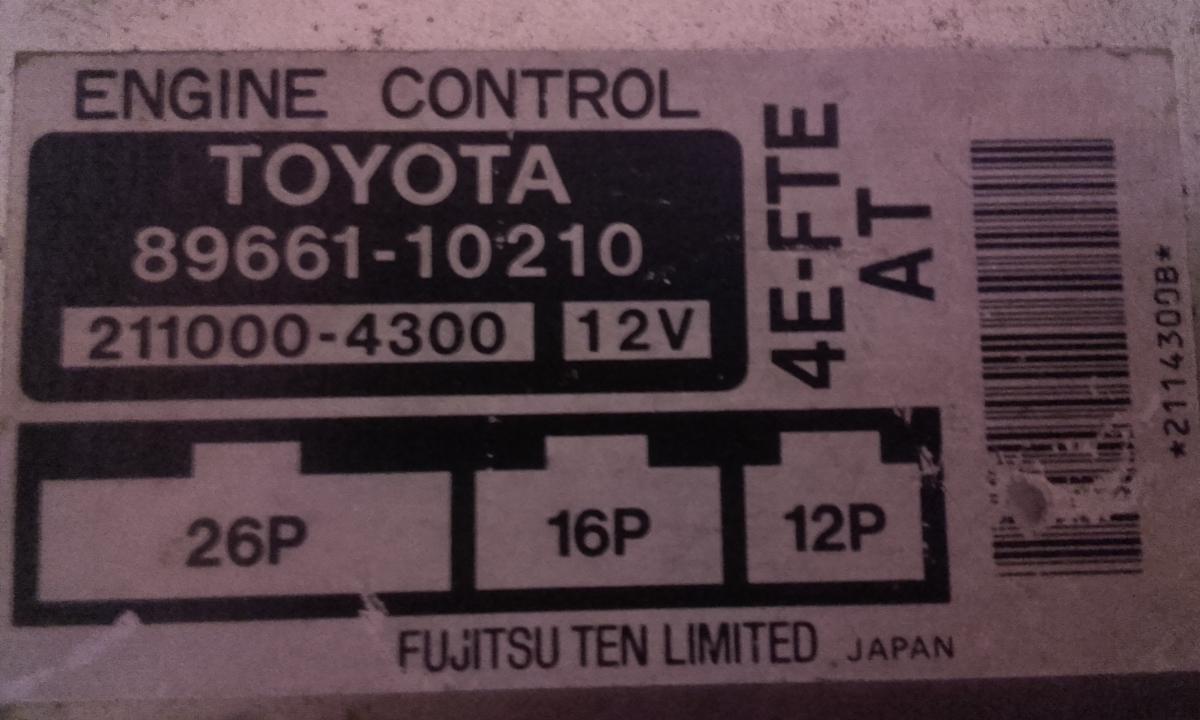 ENGINE CONTROL
TOYOTA
89661-10210
211000-4300 12V
4E-FTE
AT
*2114300B*
26P 16P 12P
FUJITSU TEN LIMITED JAPAN